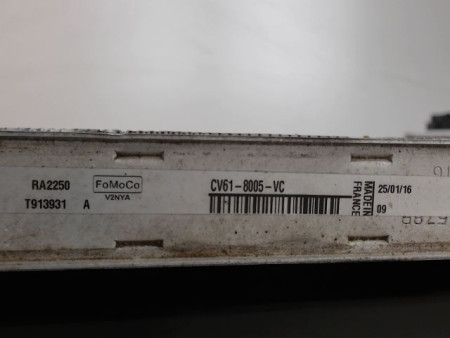 RA2250
T913931 A
FoMoCo
V2NYA
CV61-8005-VC
MADE IN
FRANCE
25/01/16
09